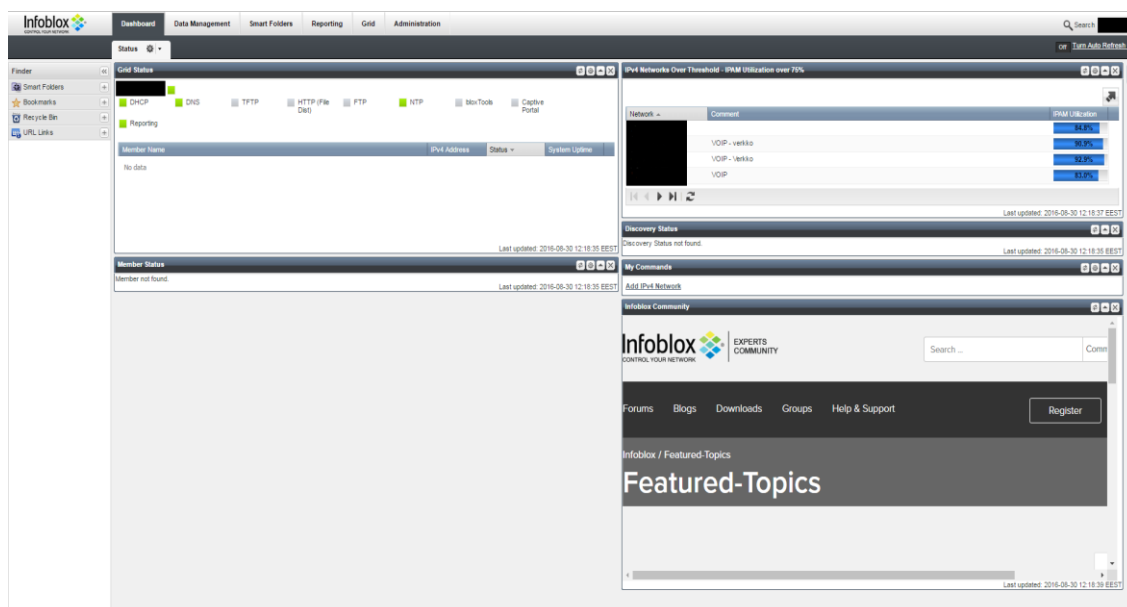 Infoblox
CONTROL YOUR NETWORK
Dashboard Data Management Smart Folders Reporting Grid Administration
Search
Status
Off Turn Auto Refresh
Finder
Smart Folders
Bookmarks
Recycle Bin
URL Links
Grid Status
DHCP DNS TFTP HTTP (File Dist) FTP NTP bloxTools Captive Portal
Reporting
Member Name IPv4 Address Status System Uptime
No data
Last updated: 2016-08-30 12:18:35 EEST
Member Status
Member not found.
Last updated: 2016-08-30 12:18:35 EEST
IPv4 Networks Over Threshold - IPAM Utilization over 75%
Network Comment IPAM Utilization
94.8%
VOIP - verkko 90.9%
VOIP - Verkko 92.9%
VOIP 83.0%
Last updated: 2016-08-30 12:18:37 EEST
Discovery Status
Discovery Status not found.
Last updated: 2016-08-30 12:18:35 EEST
My Commands
Add IPv4 Network
Infoblox Community
Infoblox
CONTROL YOUR NETWORK
EXPERTS
COMMUNITY
Search ... Comm
Forums Blogs Downloads Groups Help & Support Register
Infoblox / Featured-Topics
Featured-Topics
Last updated: 2016-08-30 12:18:39 EEST